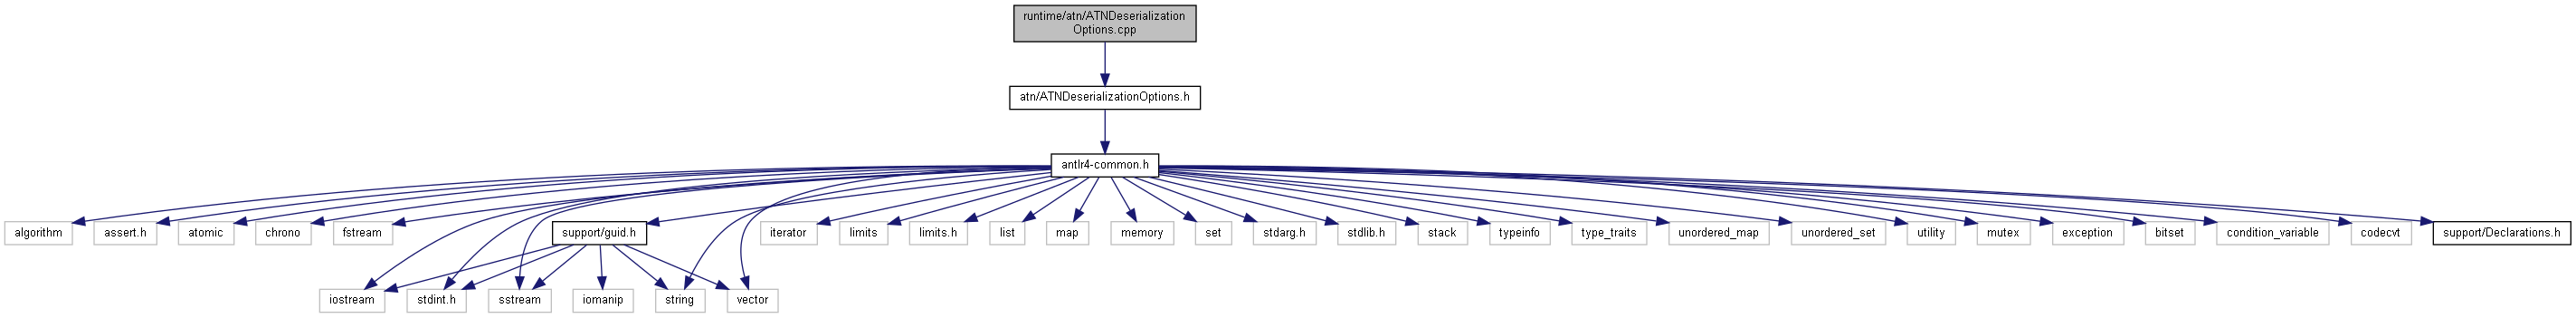 runtime/atn/ATNDeserialization
Options.cpp
atn/ATNDeserializationOptions.h
antlr4-common.h
algorithm
assert.h
atomic
chrono
fstream
support/guid.h
iterator
limits
limits.h
list
map
memory
set
stdarg.h
stdlib.h
stack
typeinfo
type_traits
unordered_map
unordered_set
utility
mutex
exception
bitset
condition_variable
codecvt
support/Declarations.h
iostream
stdint.h
sstream
iomanip
string
vector